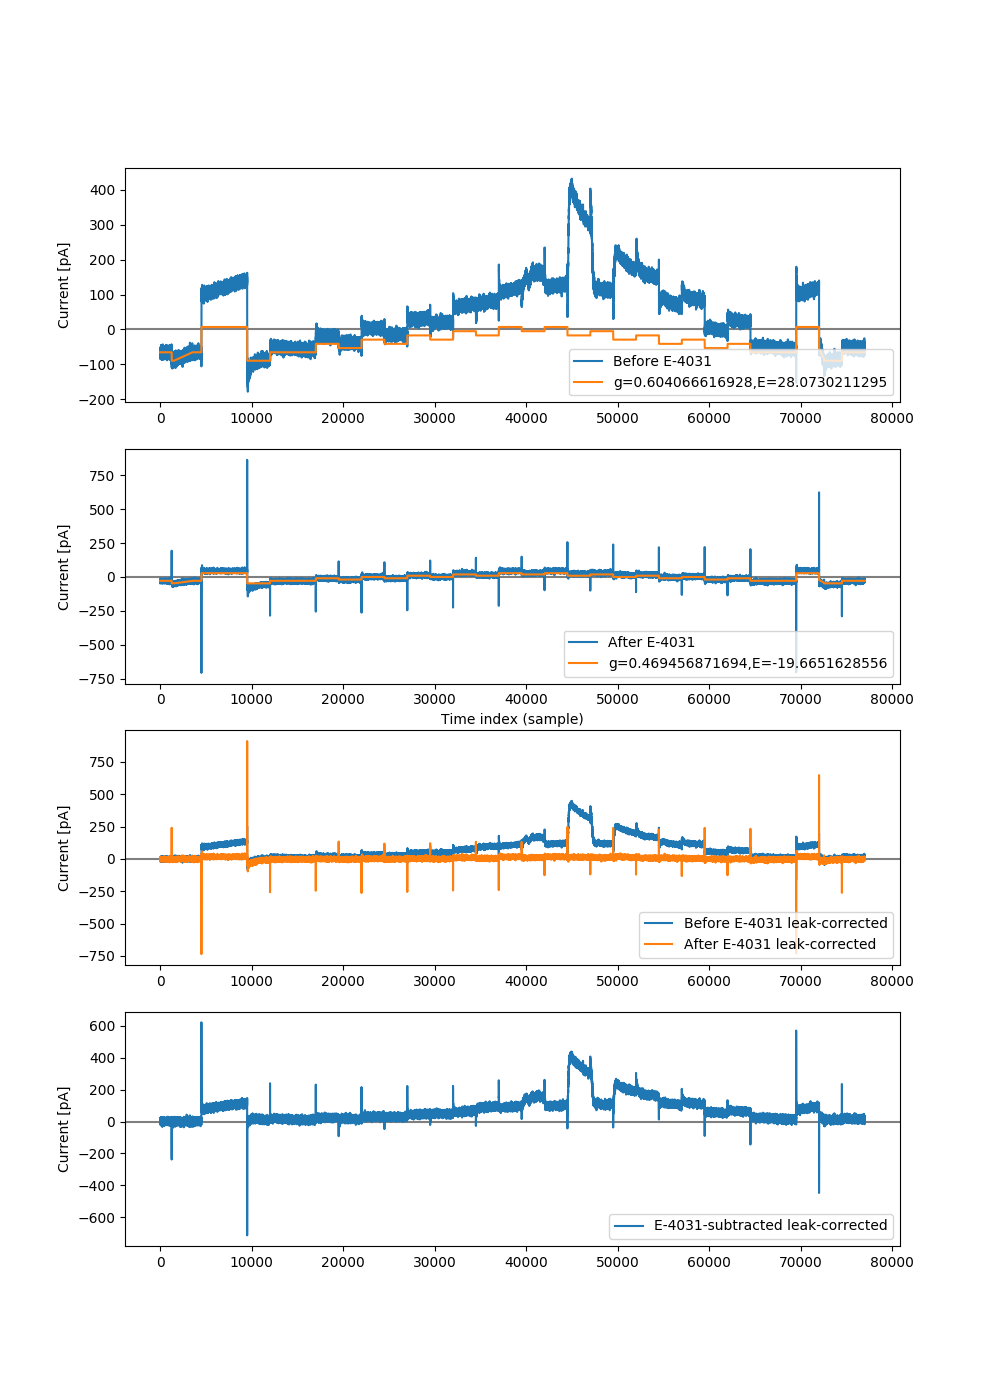 400
300
200
100
0
−100
−200
Current [pA]
Before E-4031
g=0.604066616928,E=28.0730211295
0 10000 20000 30000 40000 50000 60000 70000 80000
750
500
250
0
−250
−500
−750
Current [pA]
After E-4031
g=0.469456871694,E=-19.6651628556
0 10000 20000 30000 40000 50000 60000 70000 80000
Time index (sample)
750
500
250
0
−250
−500
−750
Current [pA]
Before E-4031 leak-corrected
After E-4031 leak-corrected
0 10000 20000 30000 40000 50000 60000 70000 80000
600
400
200
0
−200
−400
−600
Current [pA]
E-4031-subtracted leak-corrected
0 10000 20000 30000 40000 50000 60000 70000 80000